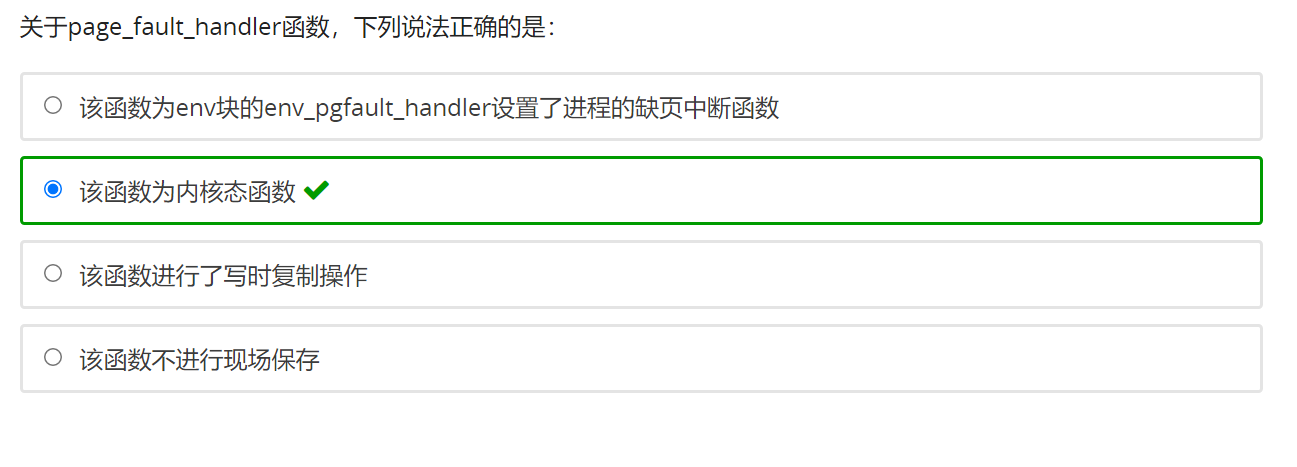 关于page_fault_handler函数，下列说法正确的是：
该函数为env块的env_pgfault_handler设置了进程的缺页中断函数
该函数为内核态函数
该函数进行了写时复制操作
该函数不进行现场保存